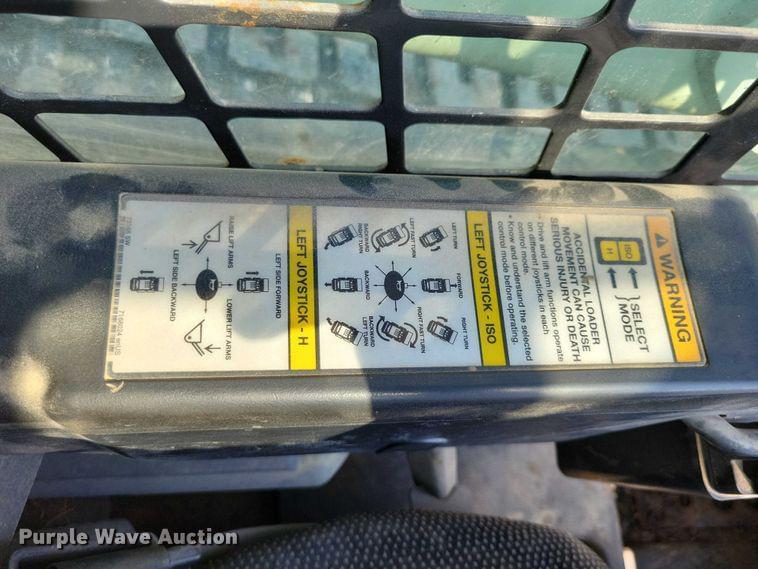 WARNING
SELECT
MODE
ISO
H
ACCIDENTAL LOADER
MOVEMENT CAN CAUSE
SERIOUS INJURY OR DEATH
• Drive and lift arm functions operate
on different joysticks in each
control mode.
• Know and understand the selected
control mode before operating.
LEFT JOYSTICK - ISO
LEFT TURN
FORWARD
RIGHT TURN
LEFT FAST TURN
RIGHT FAST TURN
BACKWARD
RIGHT TURN
BACKWARD
BACKWARD
LEFT TURN
LEFT JOYSTICK - H
LEFT SIDE FORWARD
RAISE LIFT ARMS
LOWER LIFT ARMS
LEFT SIDE BACKWARD
7168024 enUS
Purple Wave Auction